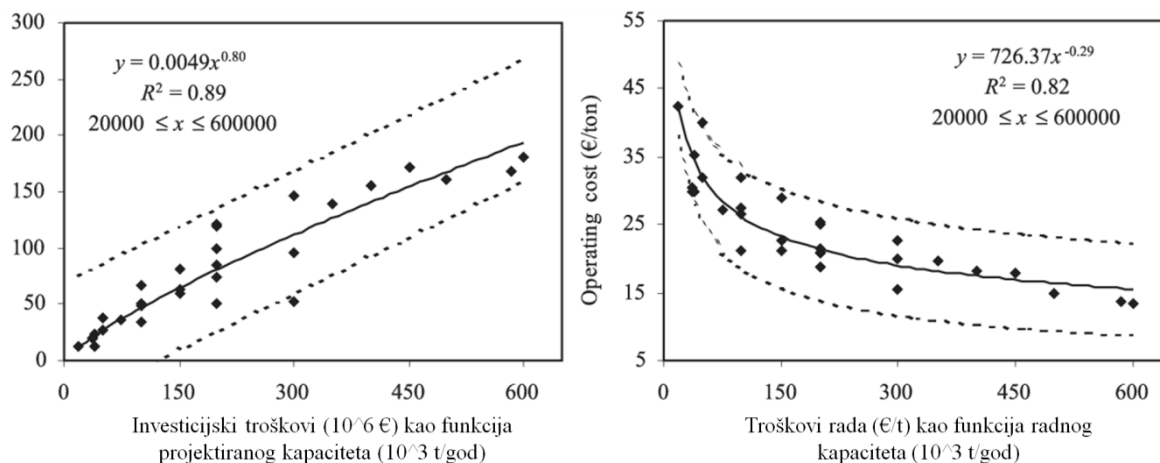 300
250
200
150
100
50
0
y = 0.0049x^0.80
R² = 0.89
20000 ≤ x ≤ 600000
0 150 300 450 600
Investicijski troškovi (10^6 €) kao funkcija
projektiranog kapaciteta (10^3 t/god)
Operating cost (€/ton)
55
45
35
25
15
5
y = 726.37x^-0.29
R² = 0.82
20000 ≤ x ≤ 600000
0 150 300 450 600
Troškovi rada (€/t) kao funkcija radnog
kapaciteta (10^3 t/god)